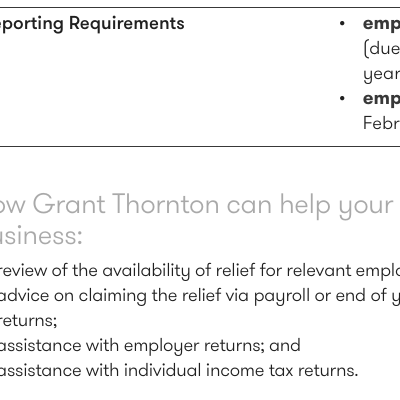 porting Requirements
• emp
(due
year
• emp
Febr
ow Grant Thornton can help your
usiness:
review of the availability of relief for relevant emplo
advice on claiming the relief via payroll or end of y
returns;
assistance with employer returns; and
assistance with individual income tax returns.